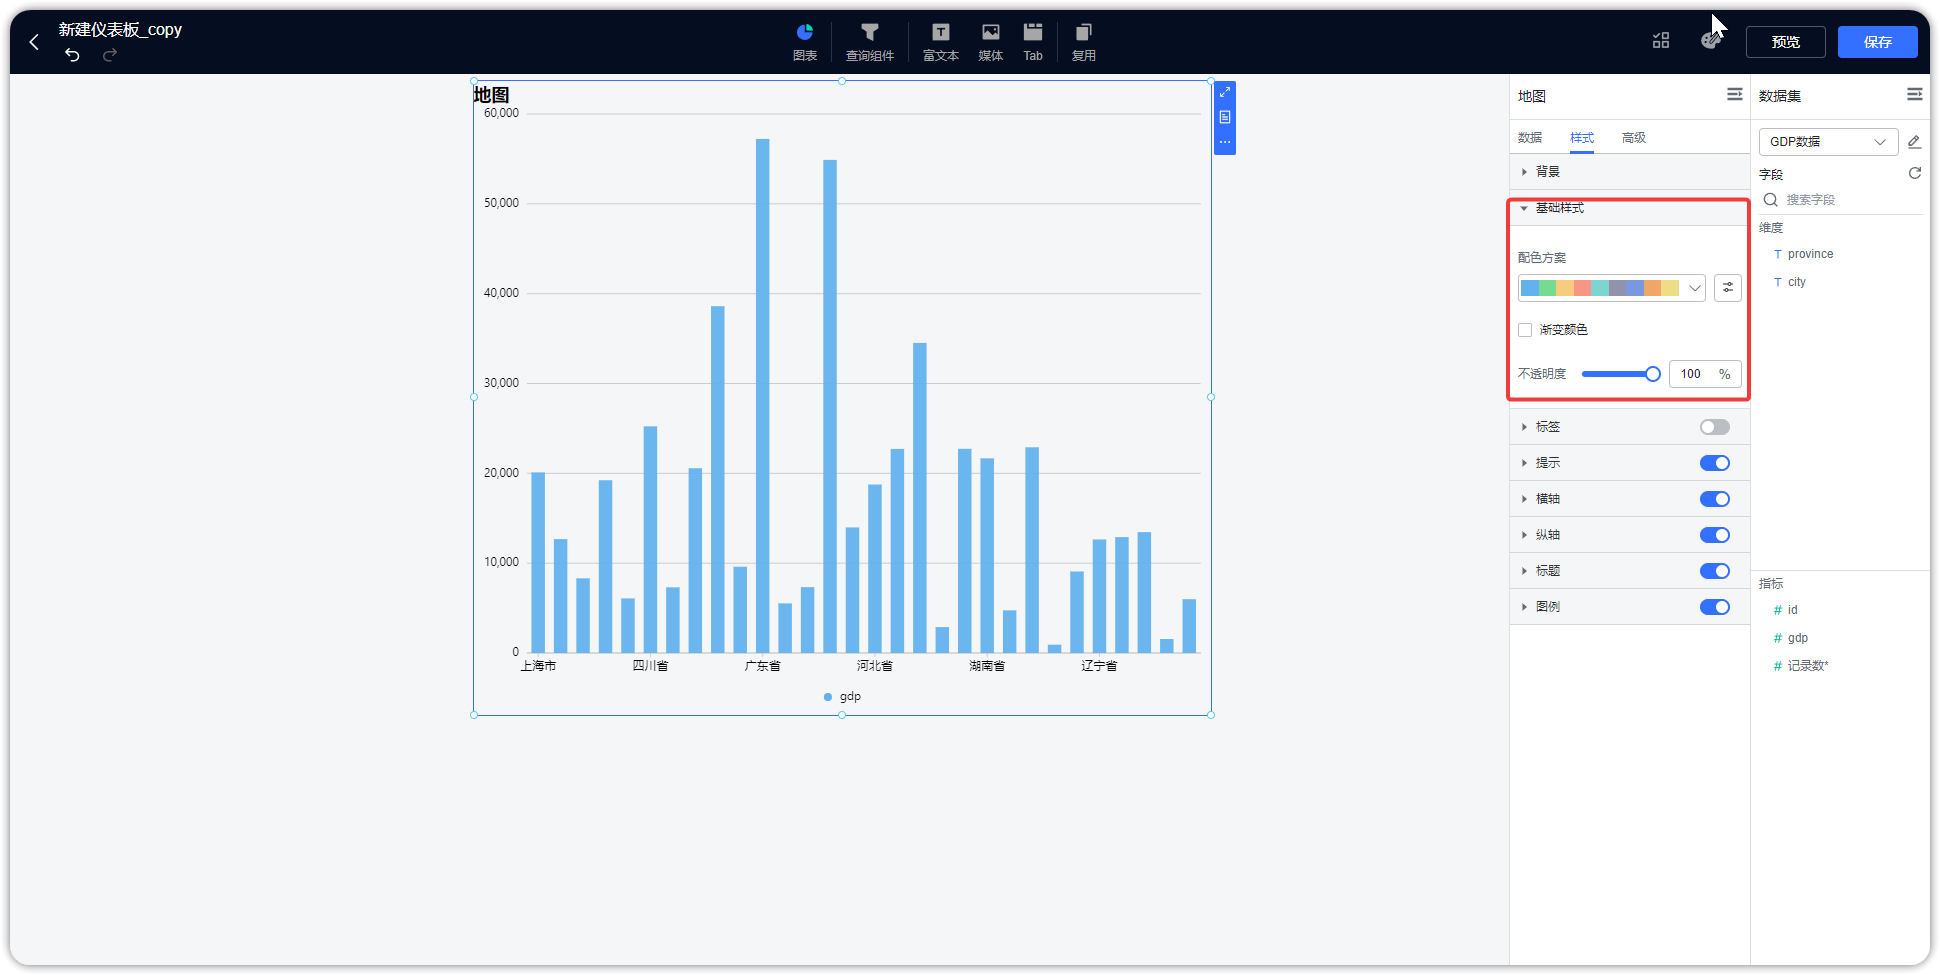 新建仪表板_copy
图表
查询组件
富文本
媒体
Tab
复用
预览
保存
地图
60,000
50,000
40,000
30,000
20,000
10,000
0
上海市
四川省
广东省
河北省
湖南省
辽宁省
gdp
地图
数据
样式
高级
背景
基础样式
配色方案
渐变颜色
不透明度
100
%
标签
提示
横轴
纵轴
标题
图例
数据集
GDP数据
字段
搜索字段
维度
T province
T city
指标
# id
# gdp
# 记录数*